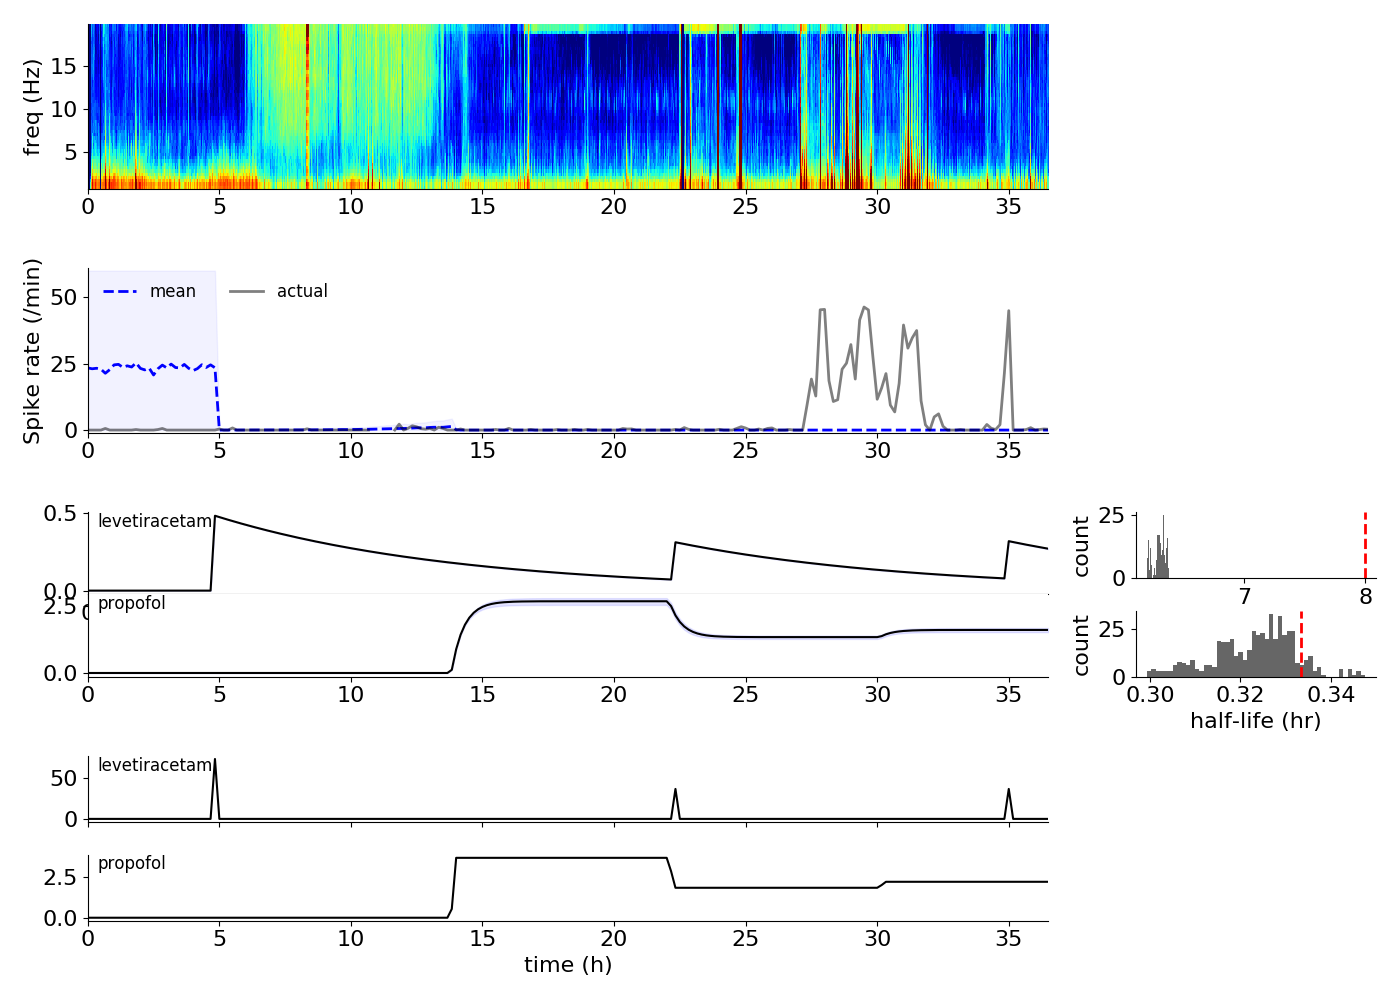 freq (Hz)
15
10
5
0 5 10 15 20 25 30 35
Spike rate (/min)
50
25
0
mean actual
0 5 10 15 20 25 30 35
0.5
0.0
levetiracetam
0
count
25
0
7 8
2.5
0.0
propofol
0 5 10 15 20 25 30 35
count
25
0
0.30 0.32 0.34
half-life (hr)
50
0
levetiracetam
2.5
0.0
propofol
0 5 10 15 20 25 30 35
time (h)